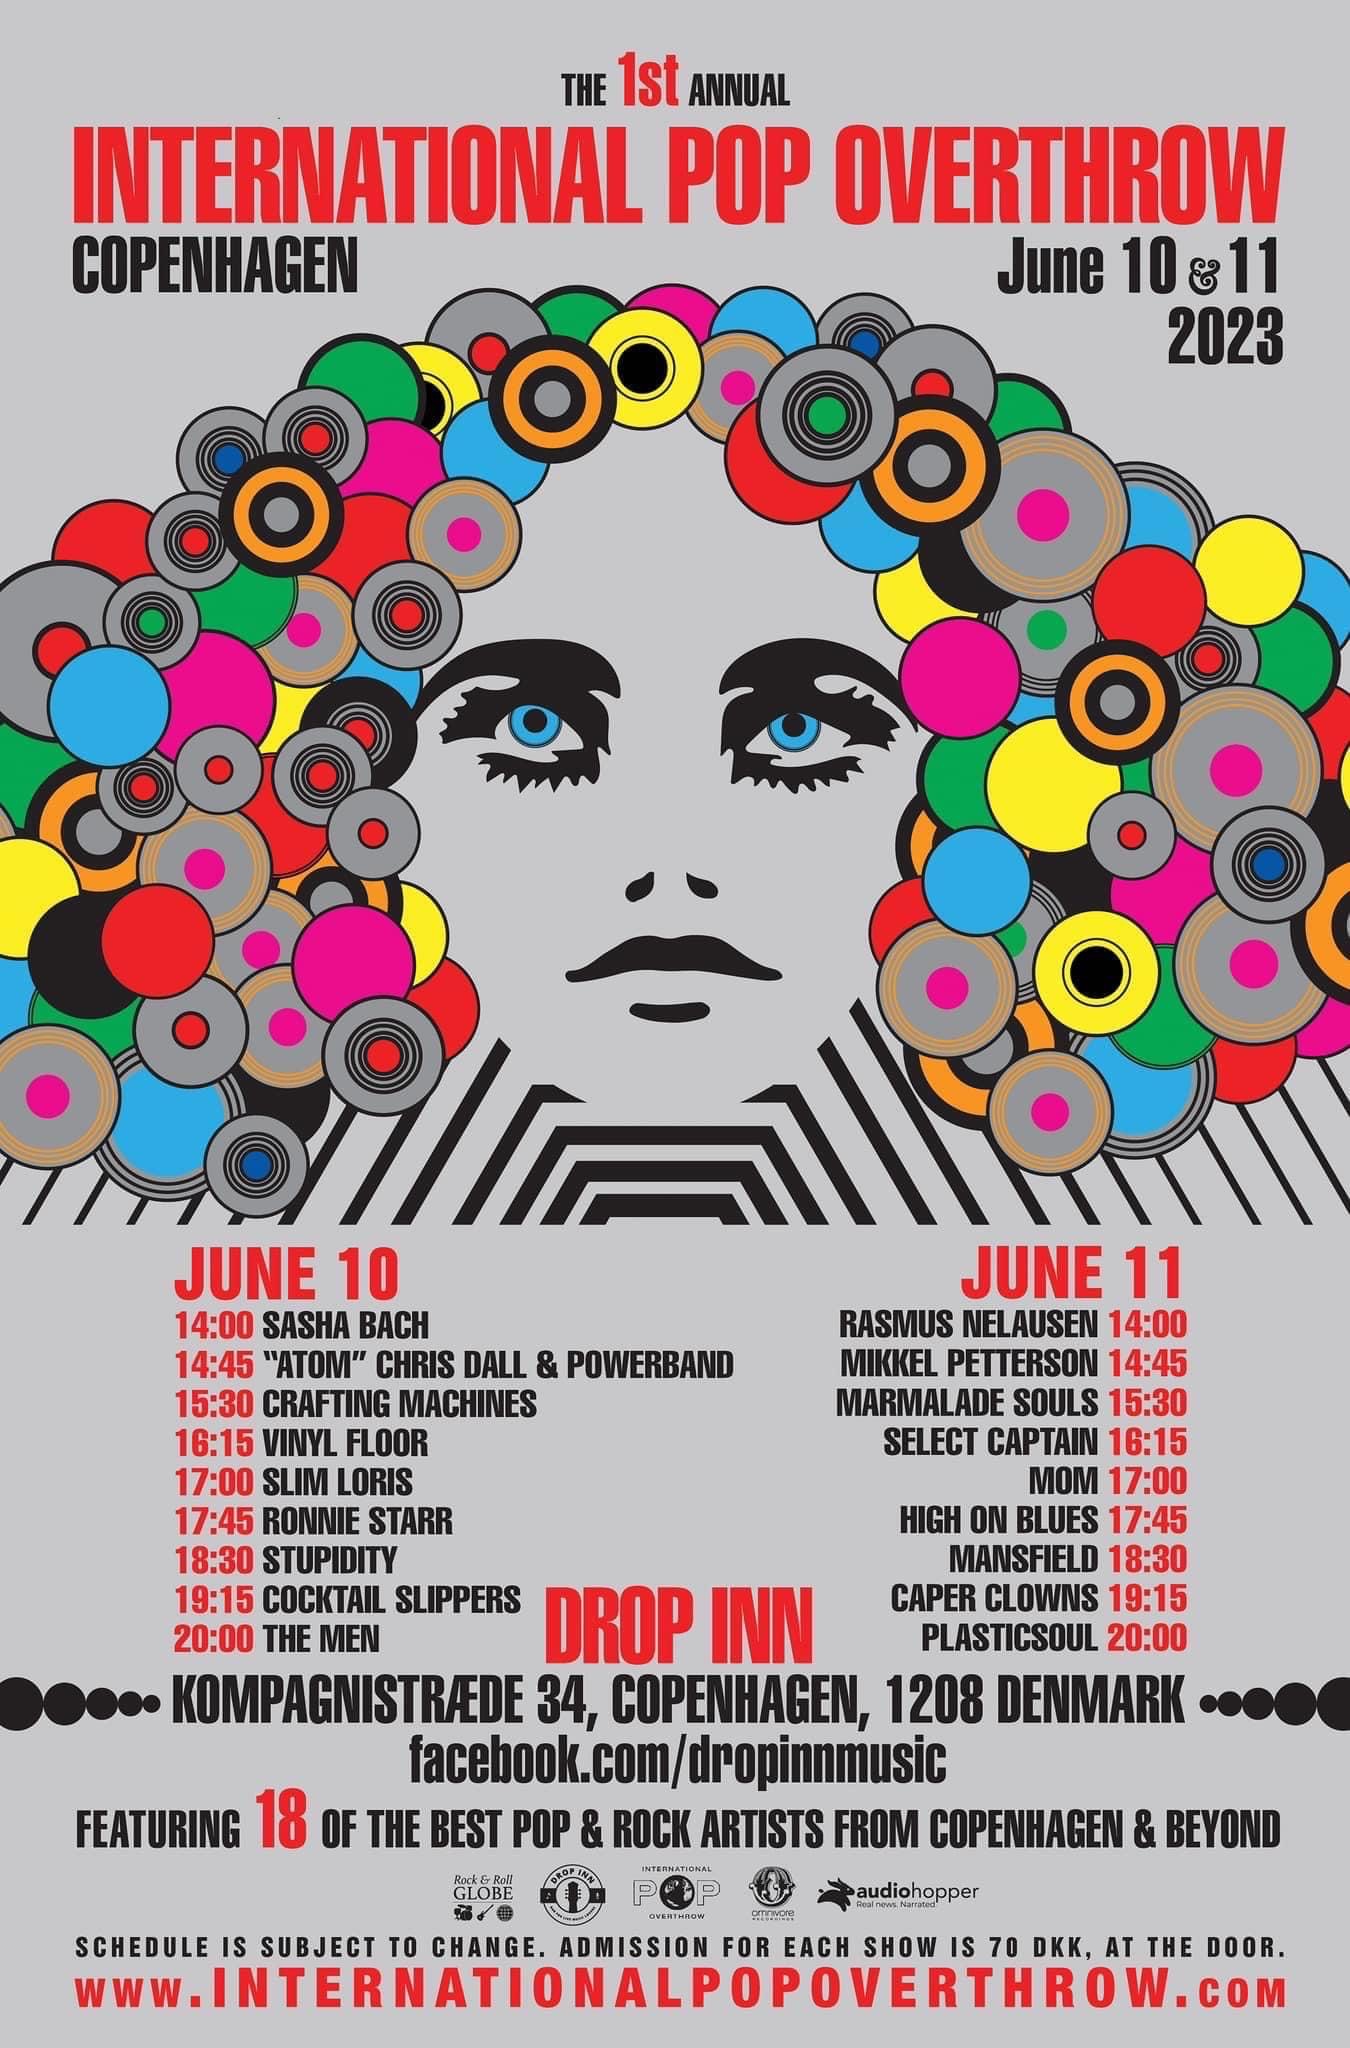 THE 1st ANNUAL
INTERNATIONAL POP OVERTHROW
COPENHAGEN
June 10 & 11
2023
JUNE 10
14:00 SASHA BACH
14:45 “ATOM” CHRIS DALL & POWERBAND
15:30 CRAFTING MACHINES
16:15 VINYL FLOOR
17:00 SLIM LORIS
17:45 RONNIE STARR
18:30 STUPIDITY
19:15 COCKTAIL SLIPPERS
20:00 THE MEN
JUNE 11
RASMUS NELAUSEN 14:00
MIKKEL PETTERSON 14:45
MARMALADE SOULS 15:30
SELECT CAPTAIN 16:15
MOM 17:00
HIGH ON BLUES 17:45
MANSFIELD 18:30
CAPER CLOWNS 19:15
PLASTICSOUL 20:00
DROP INN
KOMPAGNISTRÆDE 34, COPENHAGEN, 1208 DENMARK
facebook.com/dropinnmusic
FEATURING 18 OF THE BEST POP & ROCK ARTISTS FROM COPENHAGEN & BEYOND
Rock & Roll
GLOBE
DROP INN
INTERNATIONAL
POP
OVERTHROW
omnivore
RECORDINGS
audiohopper
Real news. Narrated.
SCHEDULE IS SUBJECT TO CHANGE. ADMISSION FOR EACH SHOW IS 70 DKK, AT THE DOOR.
www.INTERNATIONALPOPOVERTHROW.COM